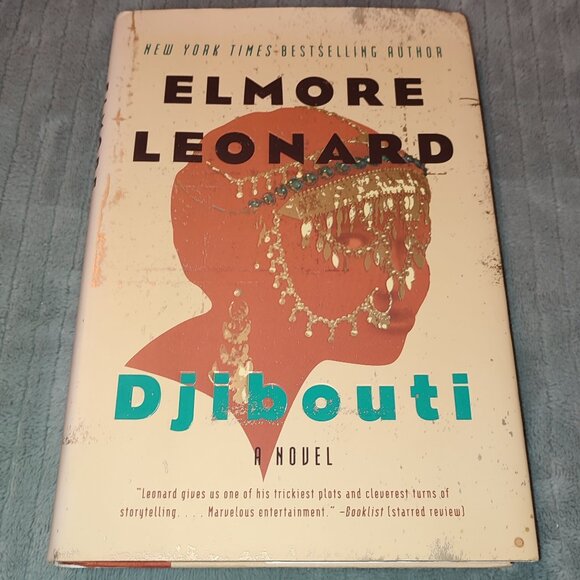 NEW YORK TIMES-BESTSELLING AUTHOR
ELMORE
LEONARD
Djibouti
A NOVEL
"Leonard gives us one of his trickiest plots and cleverest turns of
storytelling. . . . Marvelous entertainment." –Booklist (starred review)